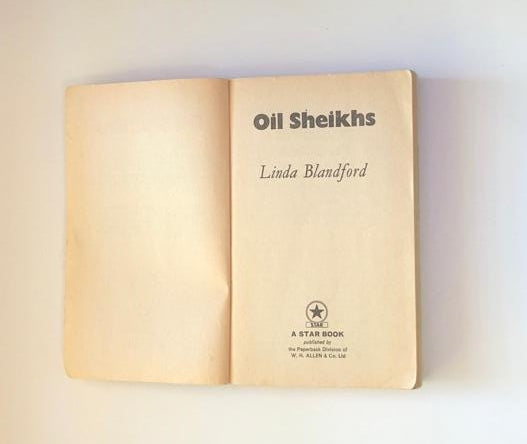 Oil Sheikhs
Linda Blandford
STAR
A STAR BOOK
published by
the Paperback Division of
W. H. ALLEN & Co. Ltd